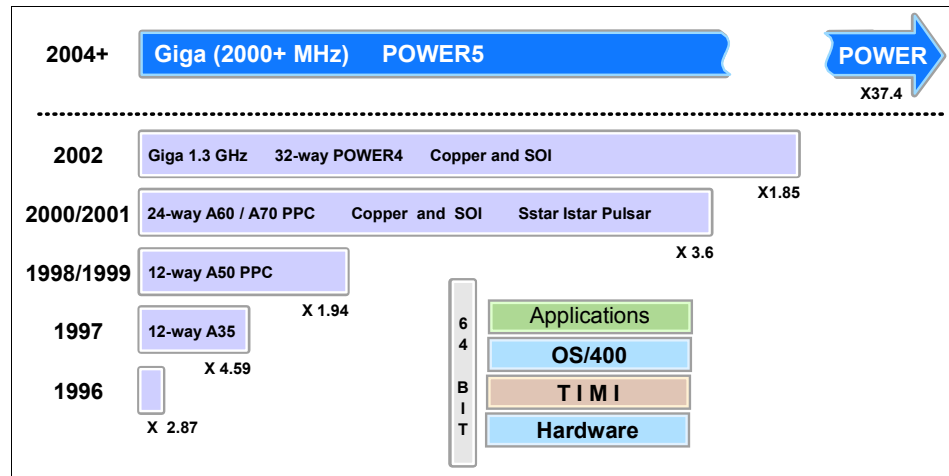 2004+ Giga (2000+ MHz) POWER5 POWER
X37.4
2002 Giga 1.3 GHz 32-way POWER4 Copper and SOI
X1.85
2000/2001 24-way A60 / A70 PPC Copper and SOI Sstar Istar Pulsar
X 3.6
1998/1999 12-way A50 PPC
X 1.94
1997 12-way A35
X 4.59
1996
X 2.87
64 BIT
Applications
OS/400
T I M I
Hardware